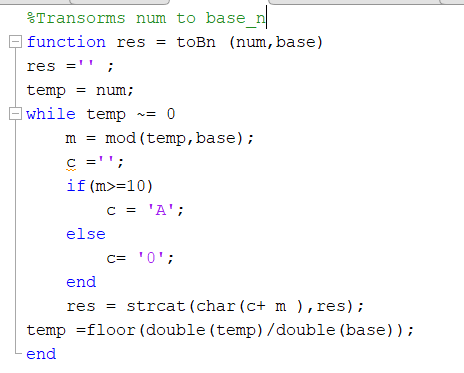 %Transorms num to base_n
function res = toBn (num,base)
res ='' ;
temp = num;
while temp ~= 0
m = mod(temp,base);
c ='';
if(m>=10)
c = 'A';
else
c= '0';
end
res = strcat(char(c+ m ),res);
temp =floor(double(temp)/double(base));
end